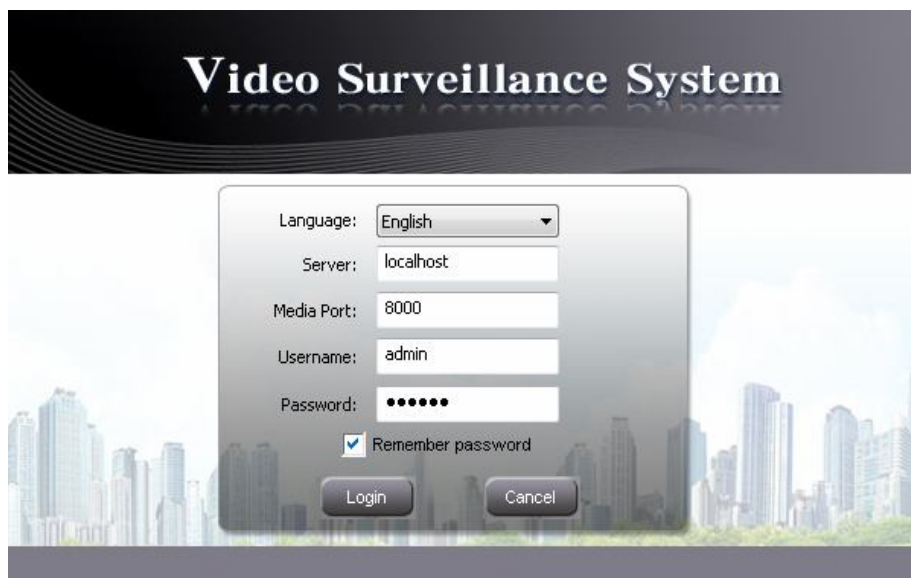 Video Surveillance System
Language: English
Server: localhost
Media Port: 8000
Username: admin
Password: ●●●●●●
Remember password
Login Cancel